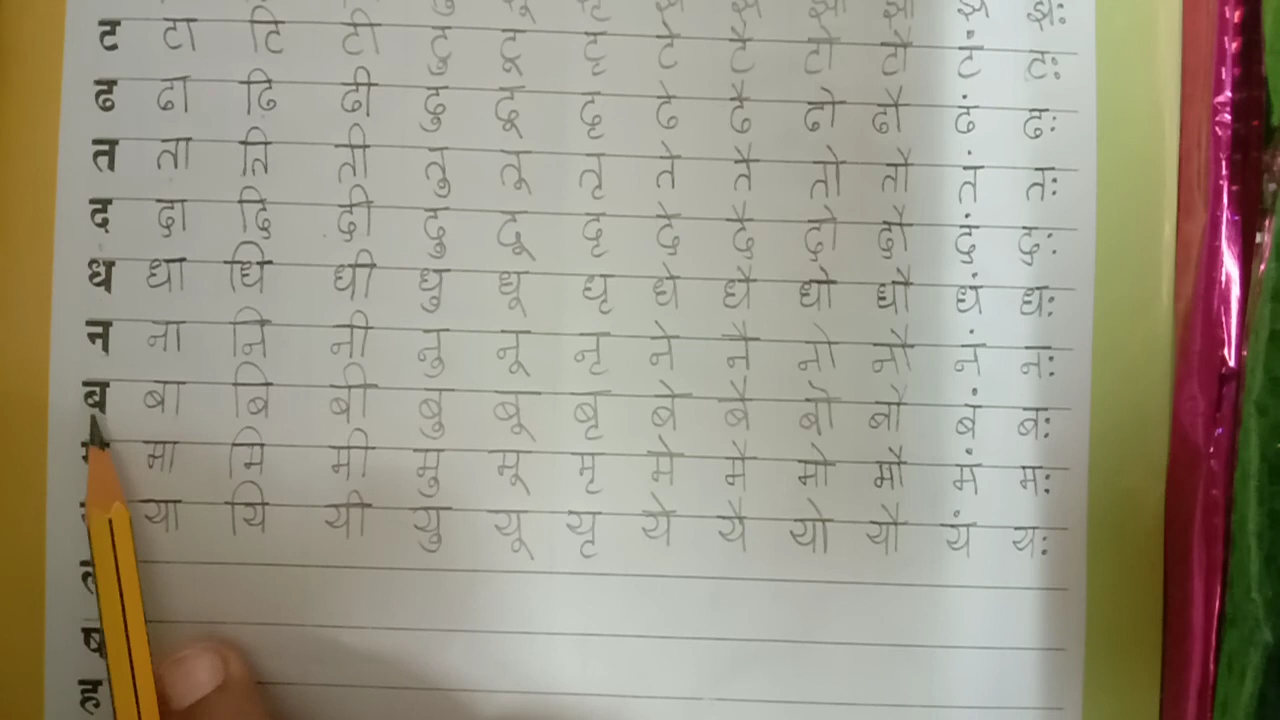 ट टा टि टी टु टू टृ टे टै टो टौ टं टः
ढ ढा ढि ढी ढु ढू ढृ ढे ढै ढो ढौ ढं ढः
त ता ति ती तु तू तृ ते तै तो तौ तं तः
द दा दि दी दु दू दृ दे दै दो दौ दं दः
ध धा धि धी धु धू धृ धे धै धो धौ धं धः
न ना नि नी नु नू नृ ने नै नो नौ नं नः
ब बा बि बी बु बू बृ बे बै बो बौ बं बः
मा मि मी मु मू मृ मे मै मो मौ मं मः
या यि यी यु यू यृ ये यै यो यौ यं यः